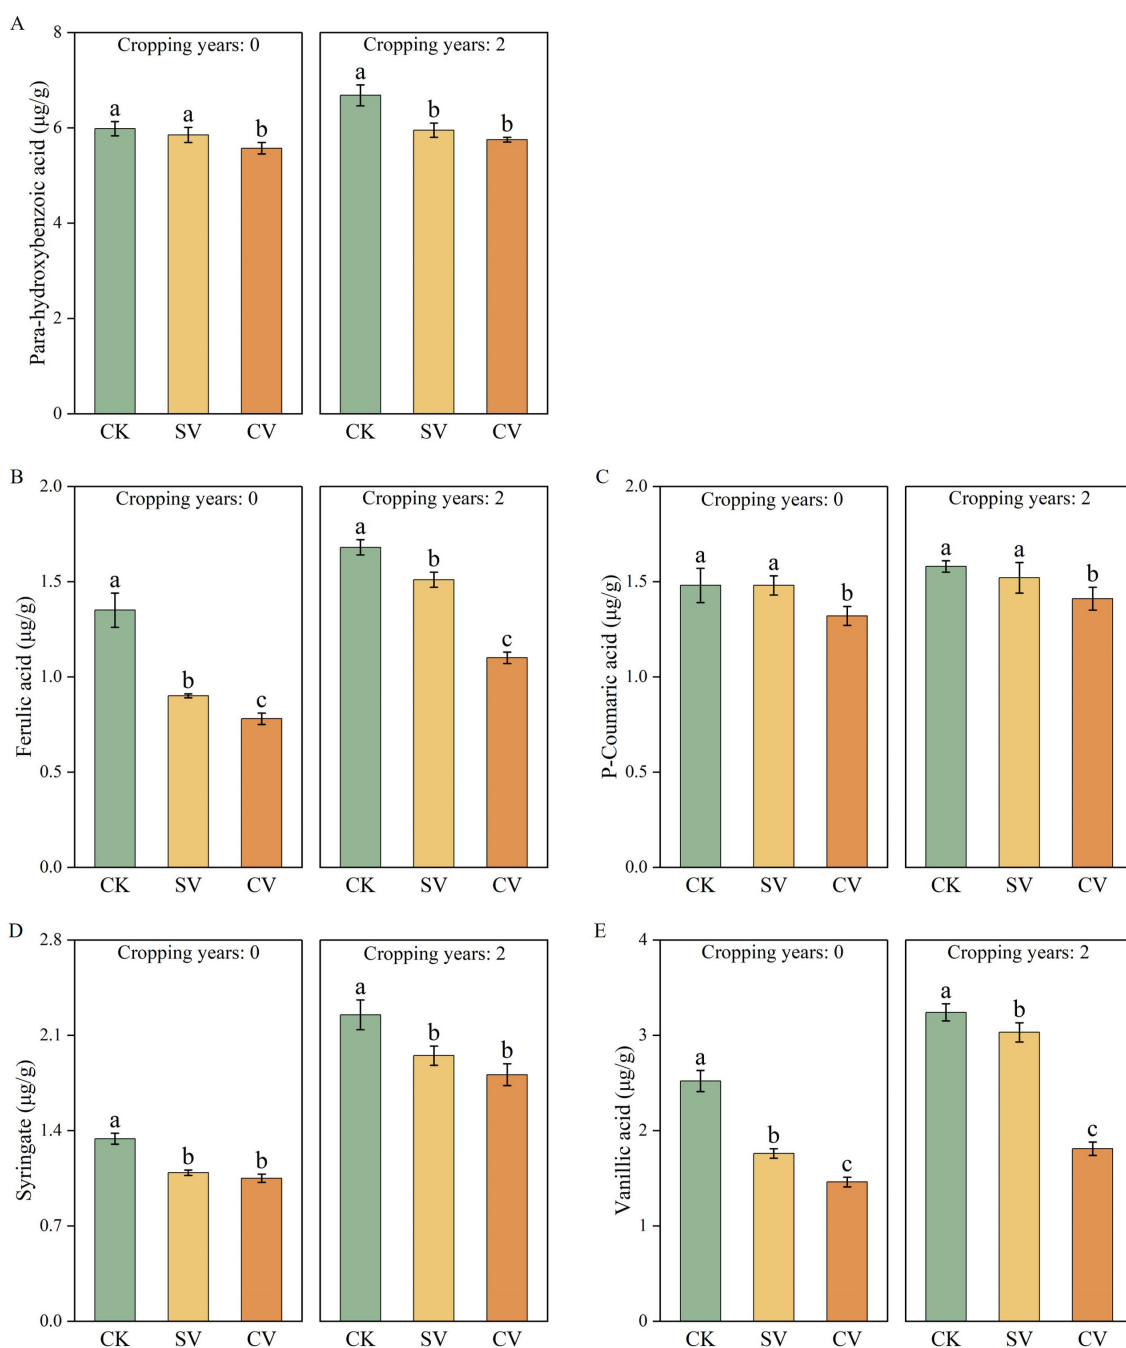 A
Cropping years: 0
Cropping years: 2
Para-hydroxybenzoic acid (μg/g)
8
6
4
2
0
a
a
b
a
b
b
CK
SV
CV
CK
SV
CV
B
Cropping years: 0
Cropping years: 2
Ferulic acid (μg/g)
2.0
1.5
1.0
0.5
0.0
a
b
c
a
b
c
CK
SV
CV
CK
SV
CV
C
Cropping years: 0
Cropping years: 2
P-Coumaric acid (μg/g)
2.0
1.5
1.0
0.5
0.0
a
a
b
a
a
b
CK
SV
CV
CK
SV
CV
D
Cropping years: 0
Cropping years: 2
Syringate (μg/g)
2.8
2.1
1.4
0.7
0.0
a
b
b
a
b
b
CK
SV
CV
CK
SV
CV
E
Cropping years: 0
Cropping years: 2
Vanillic acid (μg/g)
4
3
2
1
0
a
b
c
a
b
c
CK
SV
CV
CK
SV
CV